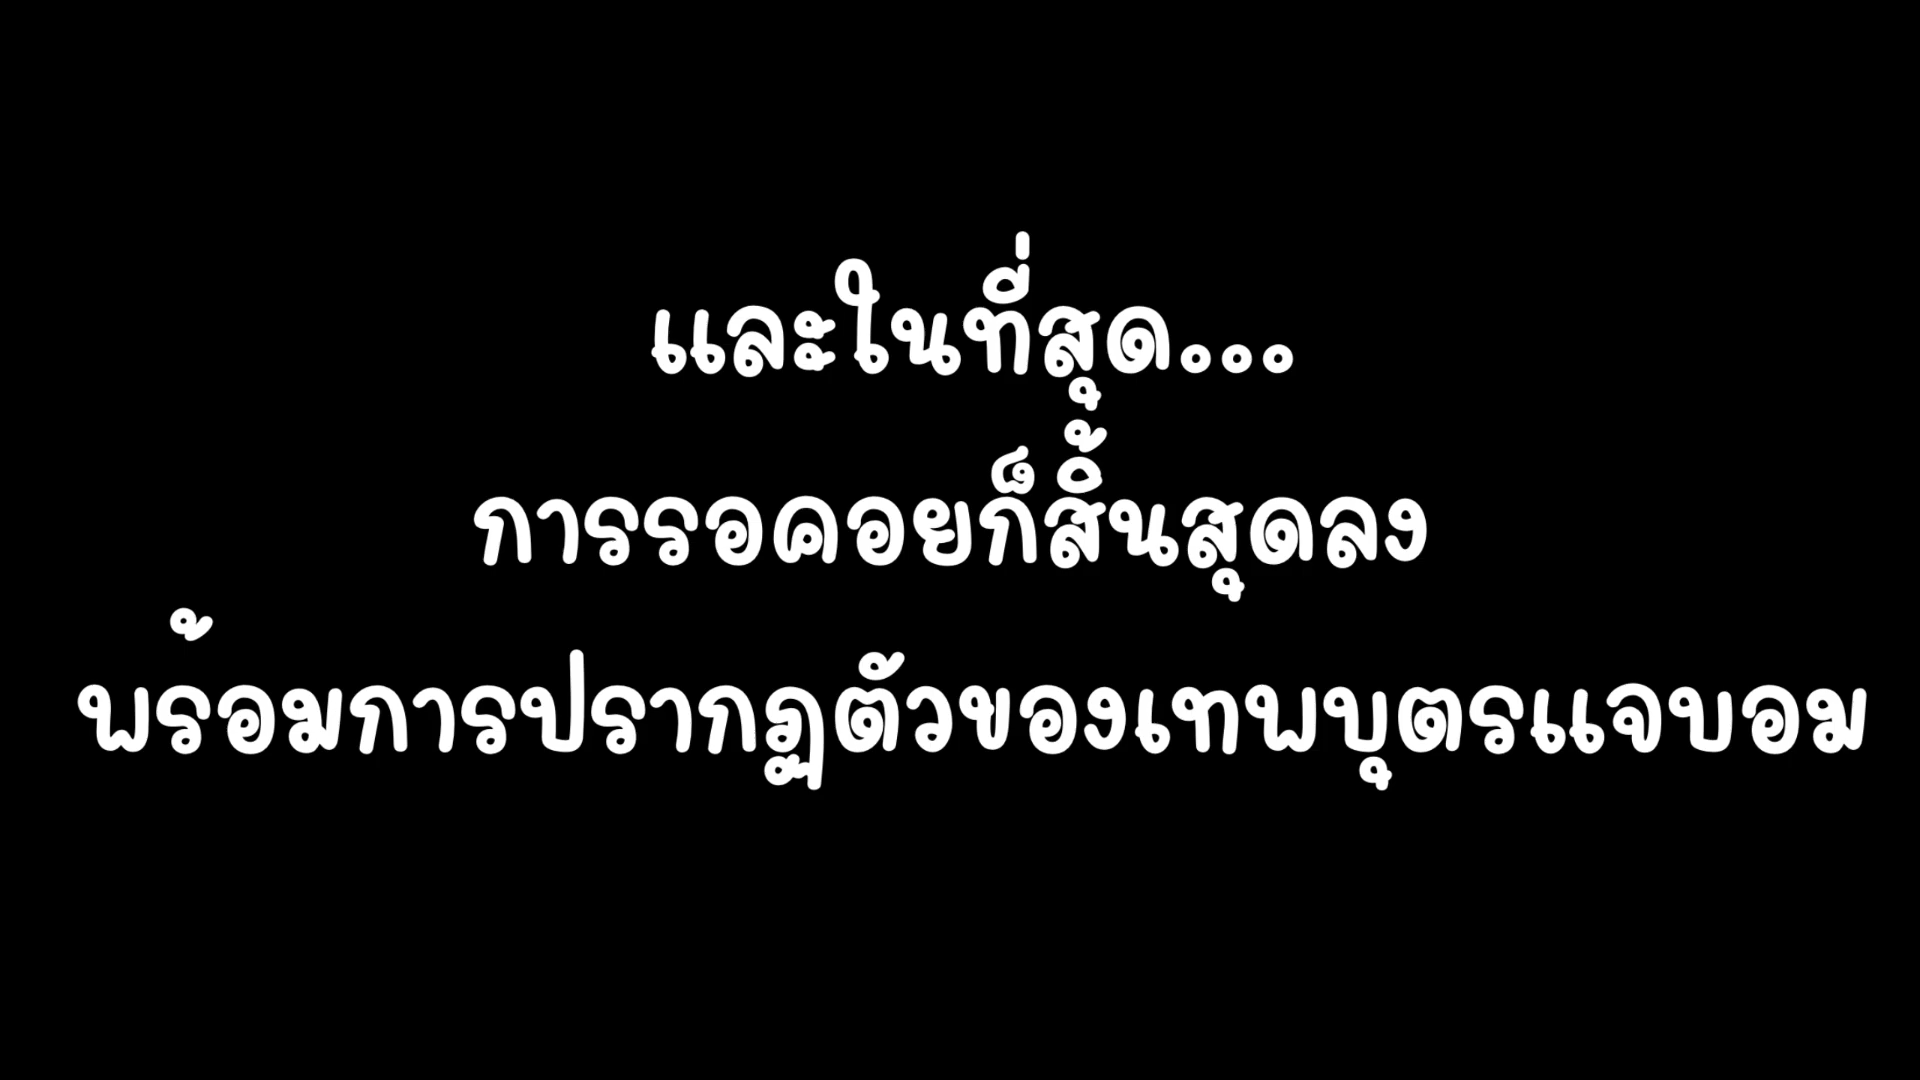 และในที่สุด...
การรอคอยก็สิ้นสุดลง
พร้อมการปรากฏตัวของเทพบุตรแจบอม